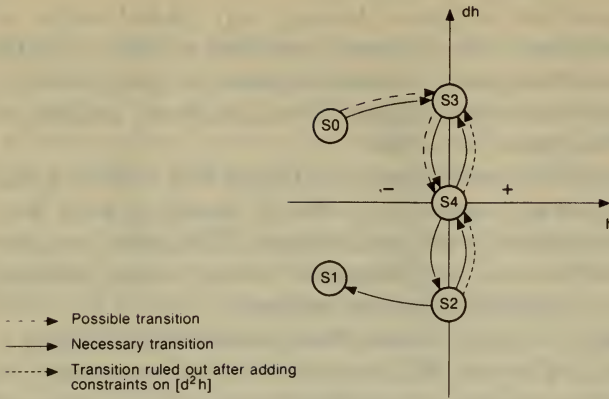 dh
S3
S0
- +
S4
h
S1
S2
Possible transition
Necessary transition
Transition ruled out after adding
constraints on [d²h]